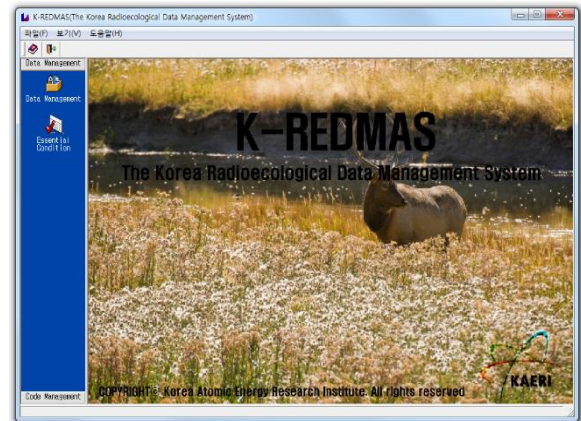 K-REDMAS(The Korea Radioecological Data Management System)
파일(F) 보기(V) 도움말(H)
Data Management
Data Management
Essential
Condition
K-REDMAS
The Korea Radioecological Data Management System
KAERI
COPYRIGHT© Korea Atomic Energy Research Institute. All rights reserved
Code Management